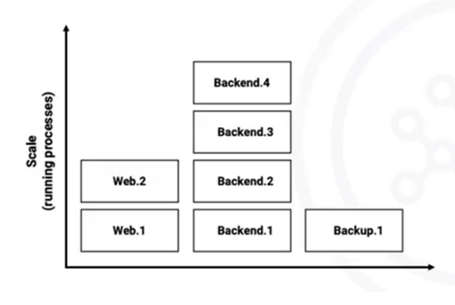 Scale
(running processes)
Backend.4
Backend.3
Web.2
Backend.2
Web.1
Backend.1
Backup.1